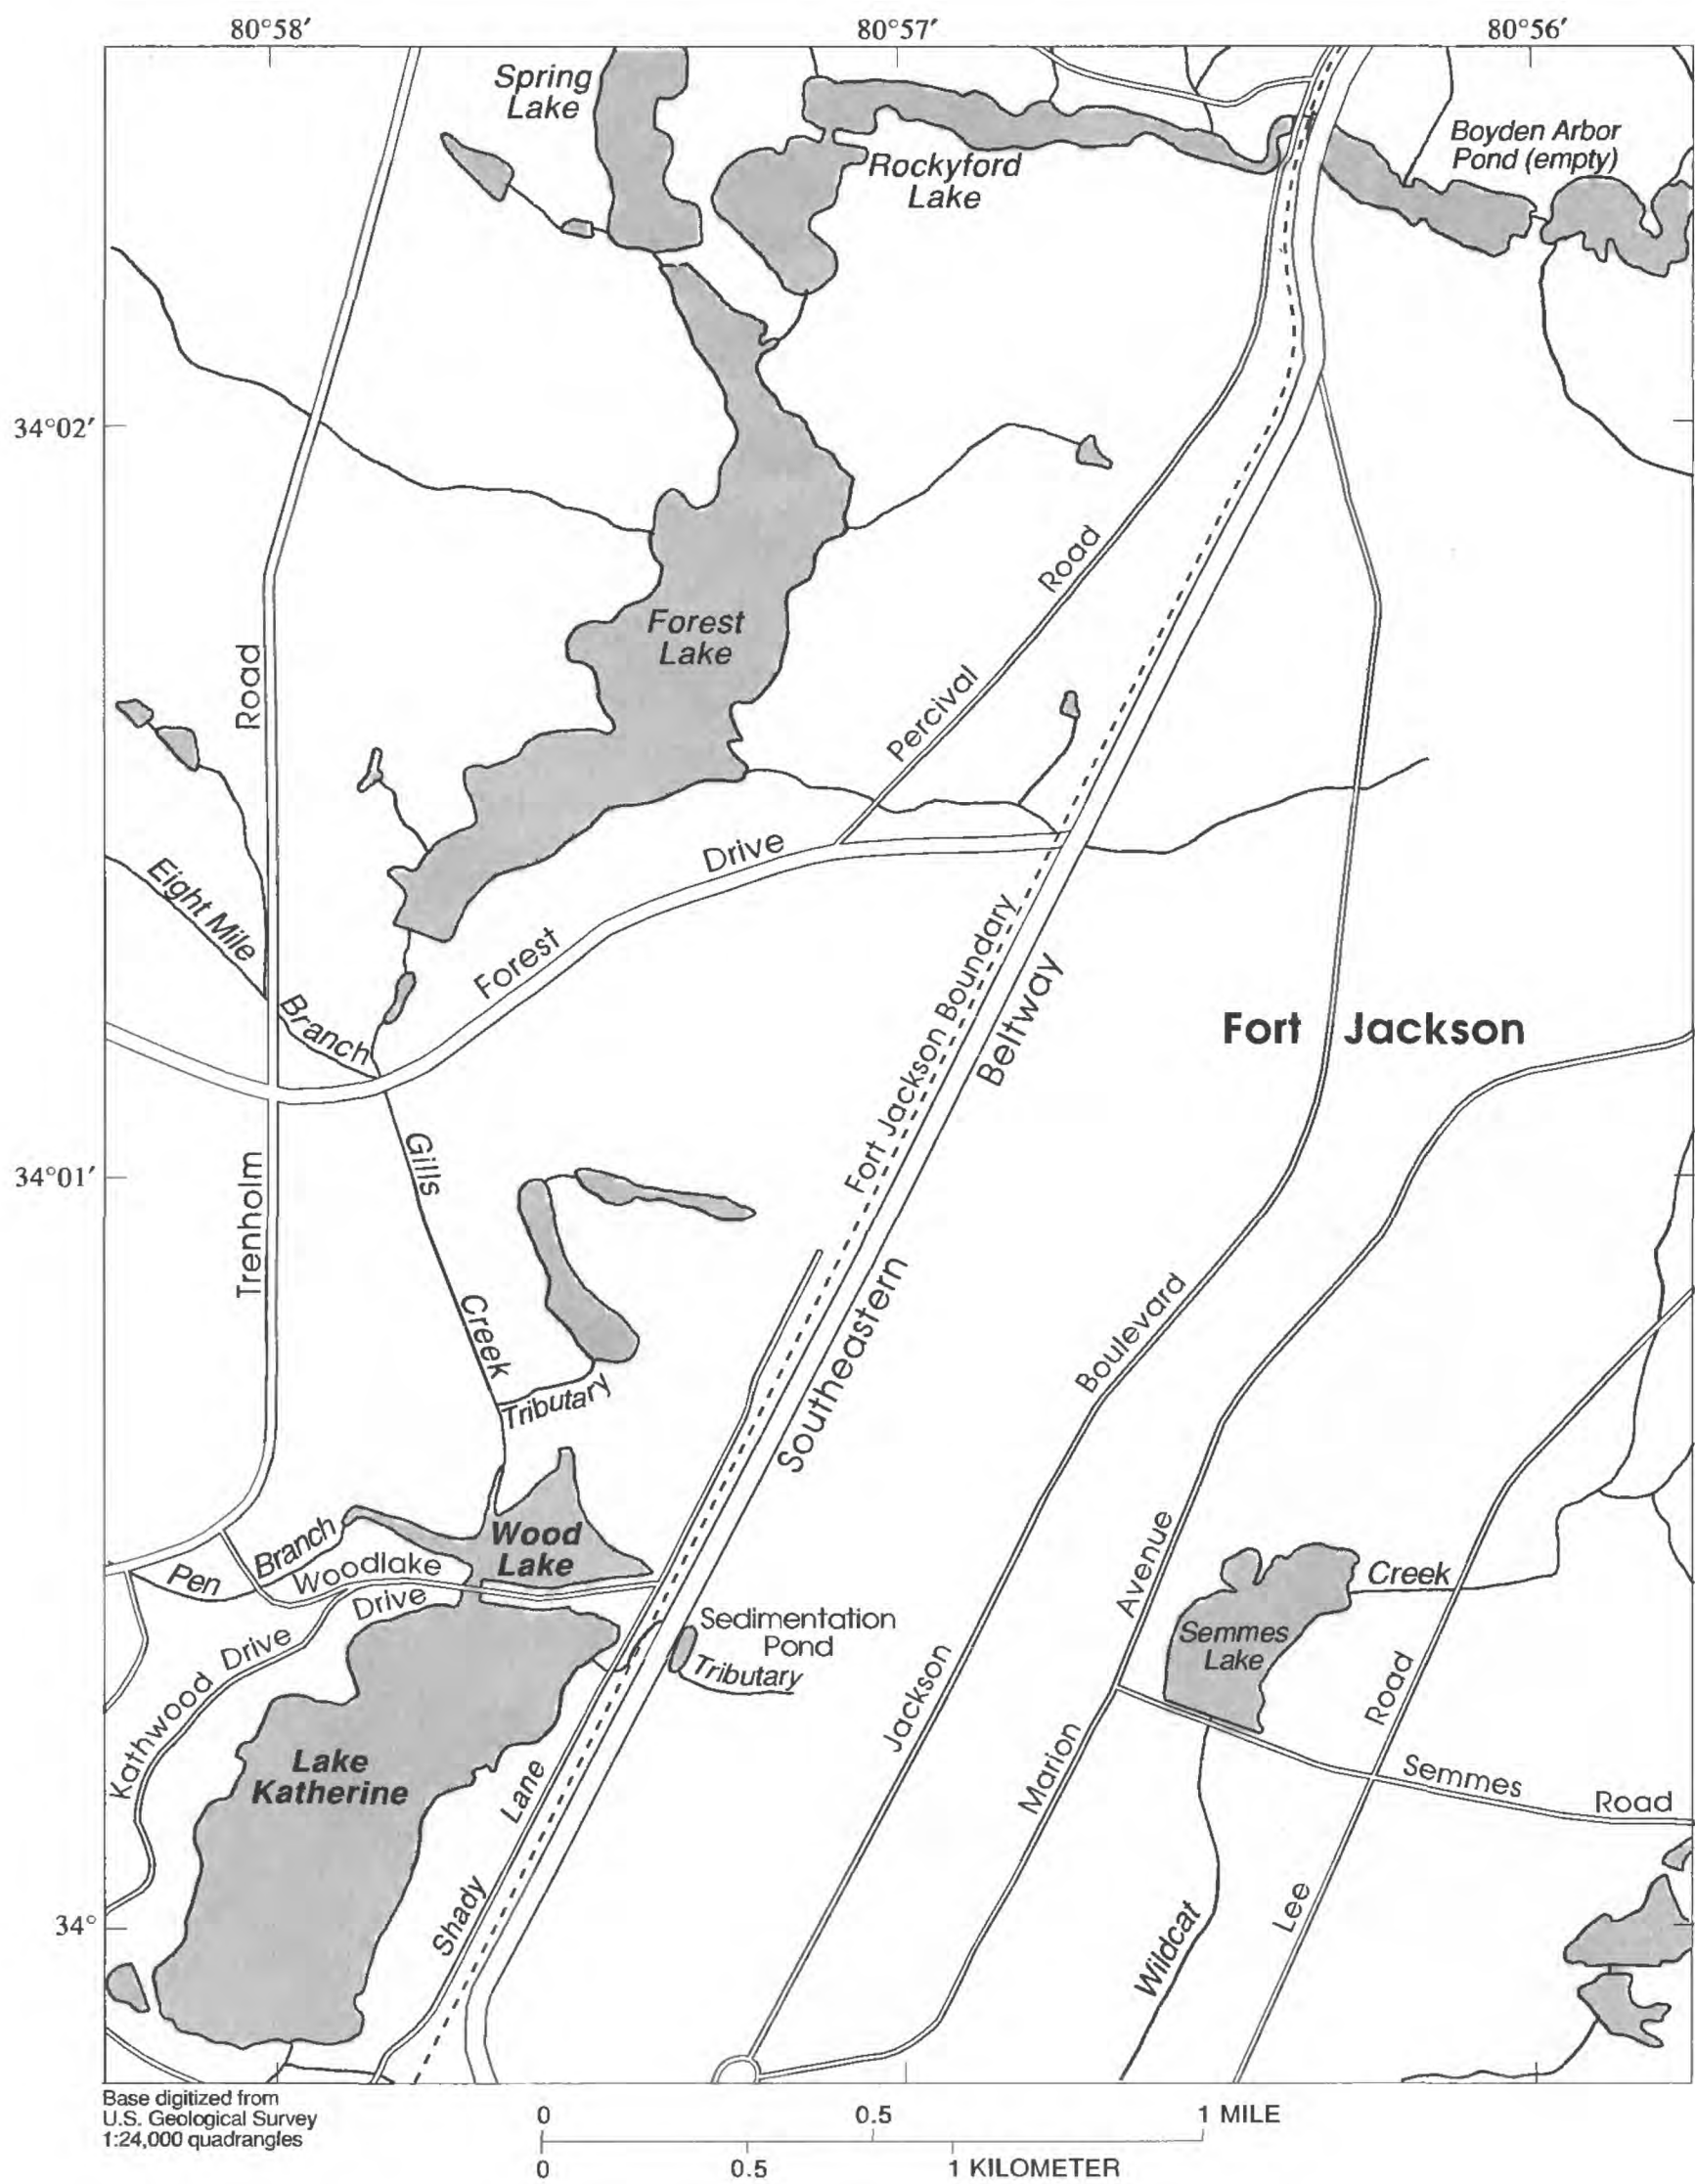 80°58′
80°57′
80°56′
Spring
Lake
Rockyford
Lake
Boyden Arbor
Pond (empty)
34°02′
Road
Forest
Lake
Road
Percival
Drive
Eight Mile
Branch
Forest
Fort Jackson Boundary
Beltway
Fort Jackson
34°01′
Gills
Trenholm
Creek
Tributary
Southeastern
Boulevard
Wood
Lake
Branch
Pen
Woodlake
Drive
Drive
Kathwood
Sedimentation
Pond
Tributary
Avenue
Creek
Semmes
Lake
Road
Jackson
Marion
Semmes
Road
Lake
Katherine
Lane
Shady
34°
Wildcat
Lee
Base digitized from
U.S. Geological Survey
1:24,000 quadrangles
0 0.5 1 MILE
0 0.5 1 KILOMETER